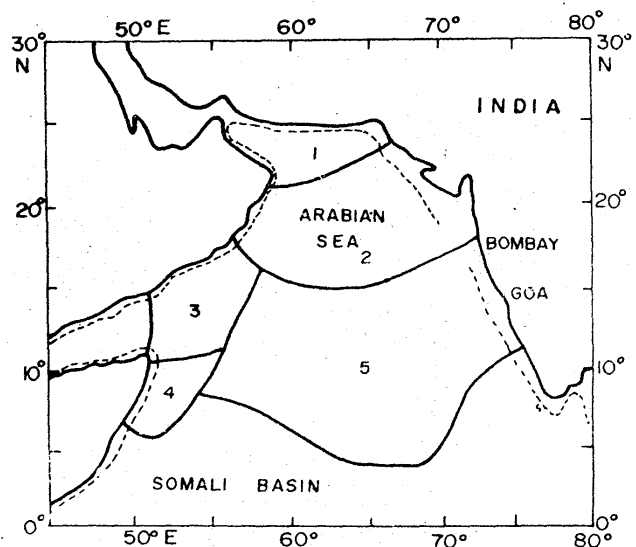 50° E 60° 70° 80°
30° 30°
N N
INDIA
1
20° 20°
ARABIAN
SEA 2
BOMBAY
GOA
3
5
10° 10°
4
SOMALI BASIN
0° 0°
50° E 60° 70° 80°